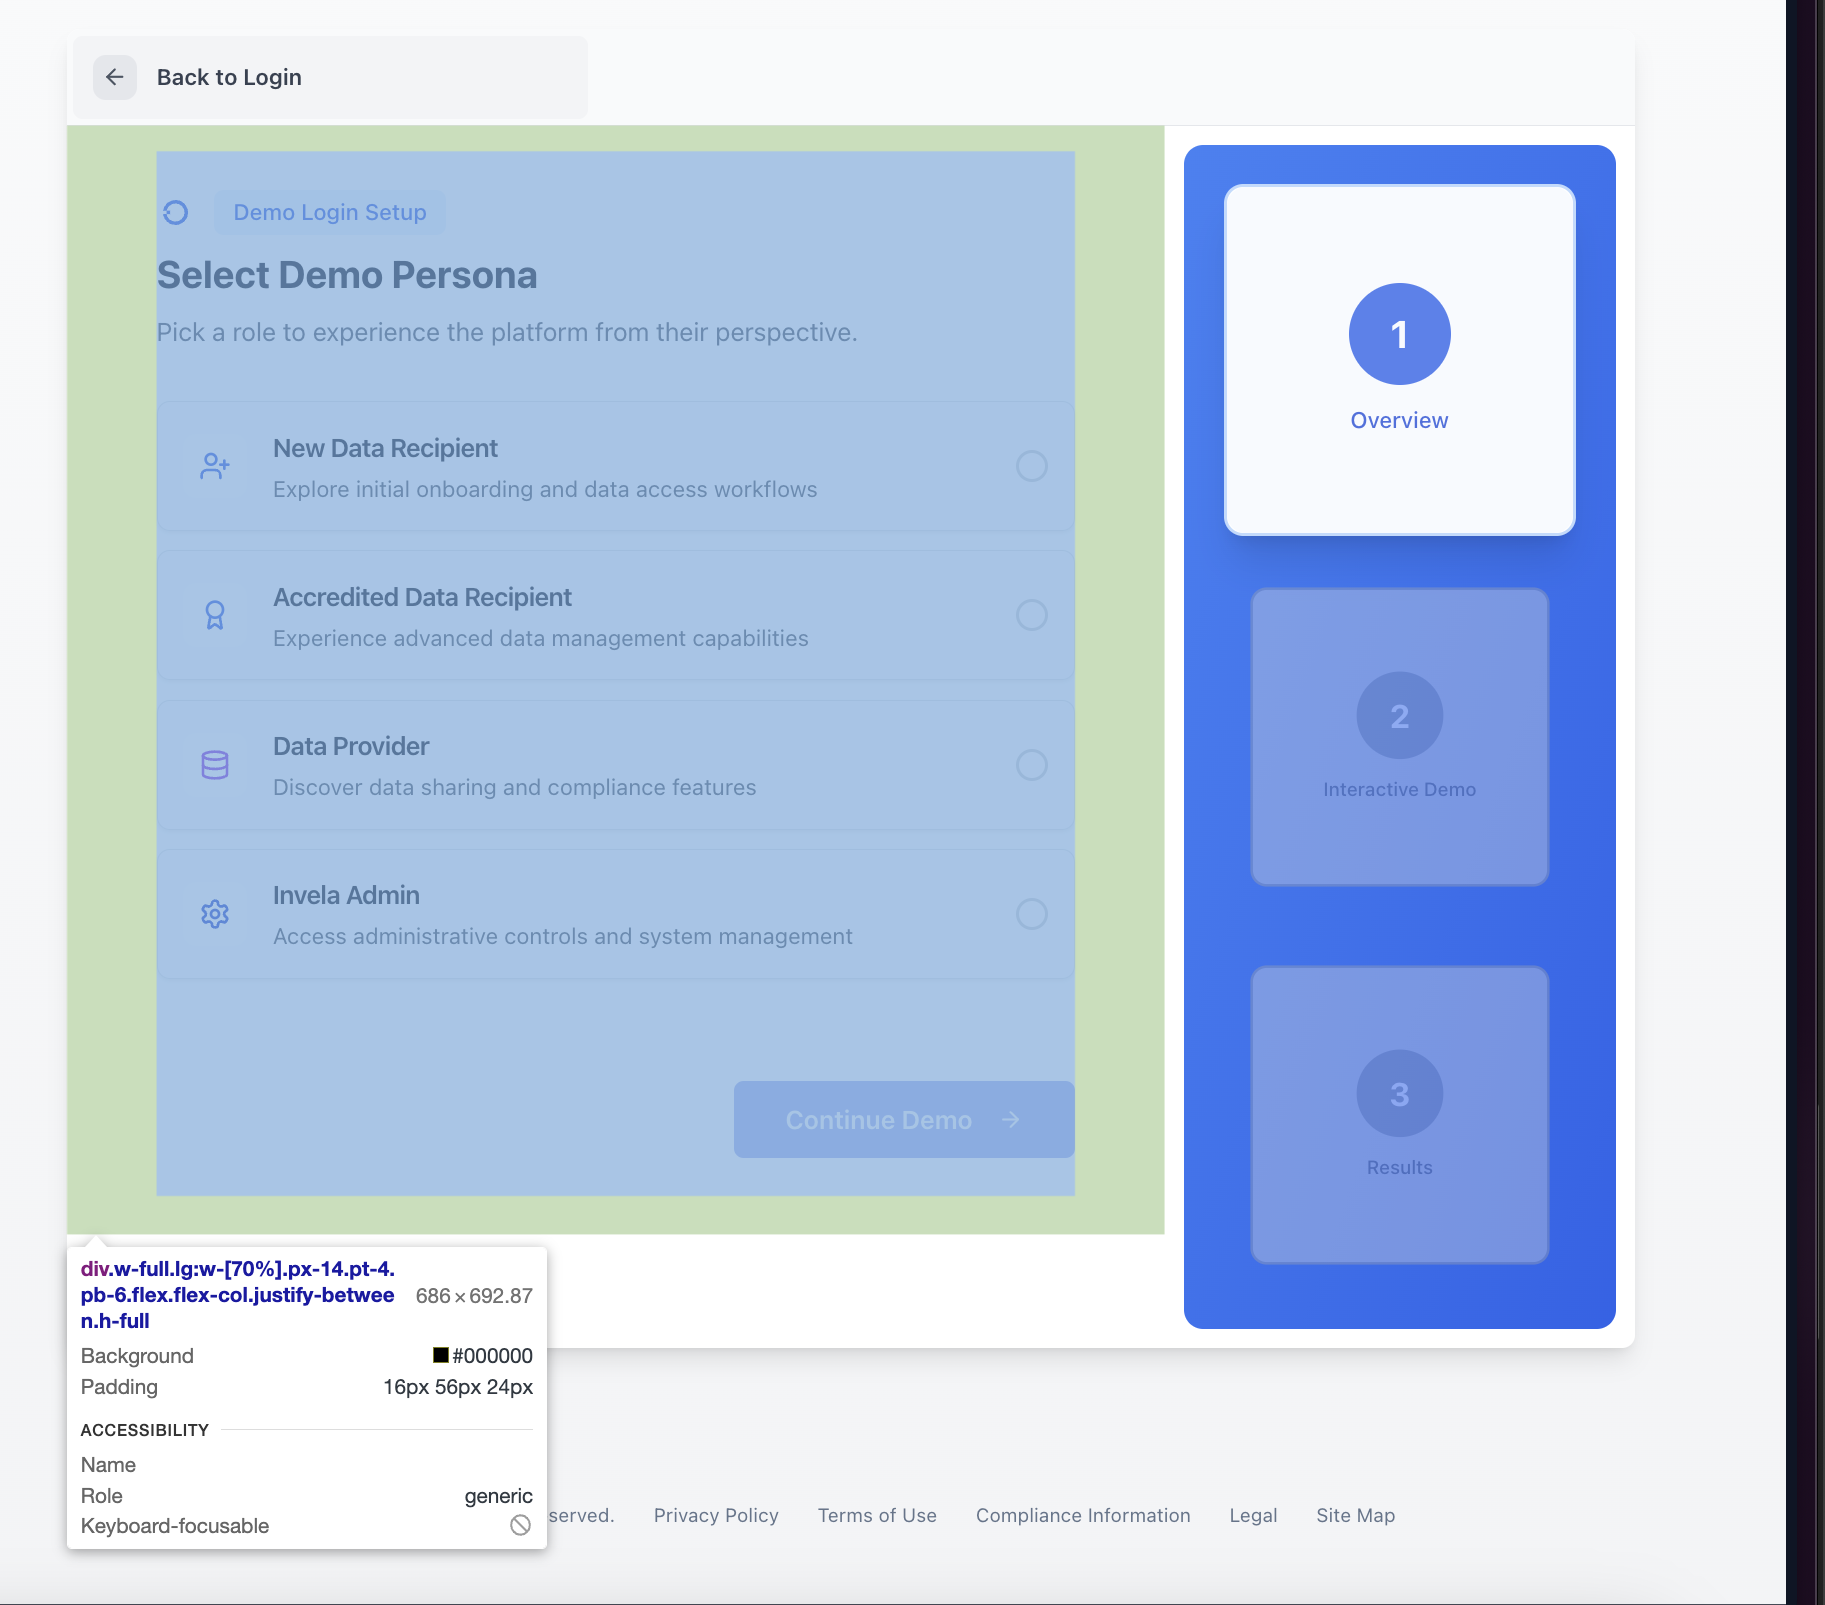 Back to Login
Demo Login Setup
Select Demo Persona
Pick a role to experience the platform from their perspective.
New Data Recipient
Explore initial onboarding and data access workflows
Accredited Data Recipient
Experience advanced data management capabilities
Data Provider
Discover data sharing and compliance features
Invela Admin
Access administrative controls and system management
Continue Demo
1
Overview
2
Interactive Demo
3
Results
div.w-full.lg:w-[70%].px-14.pt-4.
pb-6.flex.flex-col.justify-betwee
n.h-full
686 × 692.87
Background #000000
Padding 16px 56px 24px
ACCESSIBILITY
Name
Role generic
Keyboard-focusable
served. Privacy Policy Terms of Use Compliance Information Legal Site Map